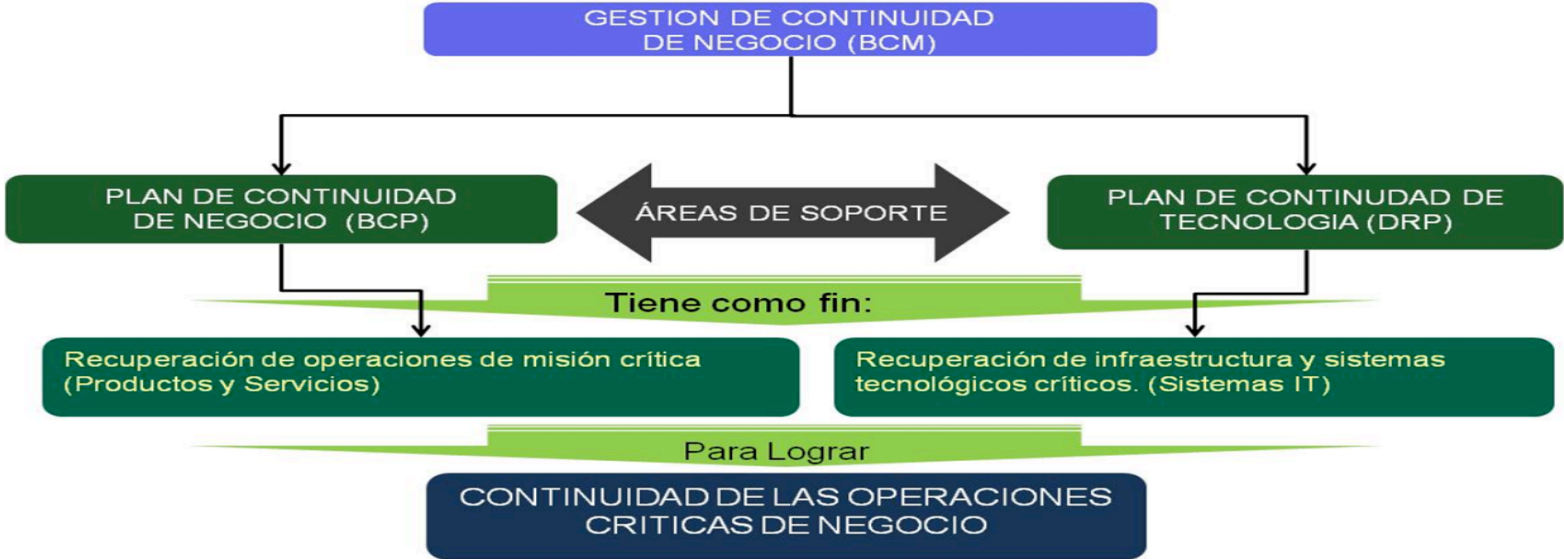 GESTION DE CONTINUIDAD
DE NEGOCIO (BCM)
PLAN DE CONTINUIDAD
DE NEGOCIO (BCP)
ÁREAS DE SOPORTE
PLAN DE CONTINUDAD DE
TECNOLOGIA (DRP)
Tiene como fin:
Recuperación de operaciones de misión crítica
(Productos y Servicios)
Recuperación de infraestructura y sistemas
tecnológicos críticos. (Sistemas IT)
Para Lograr
CONTINUIDAD DE LAS OPERACIONES
CRITICAS DE NEGOCIO